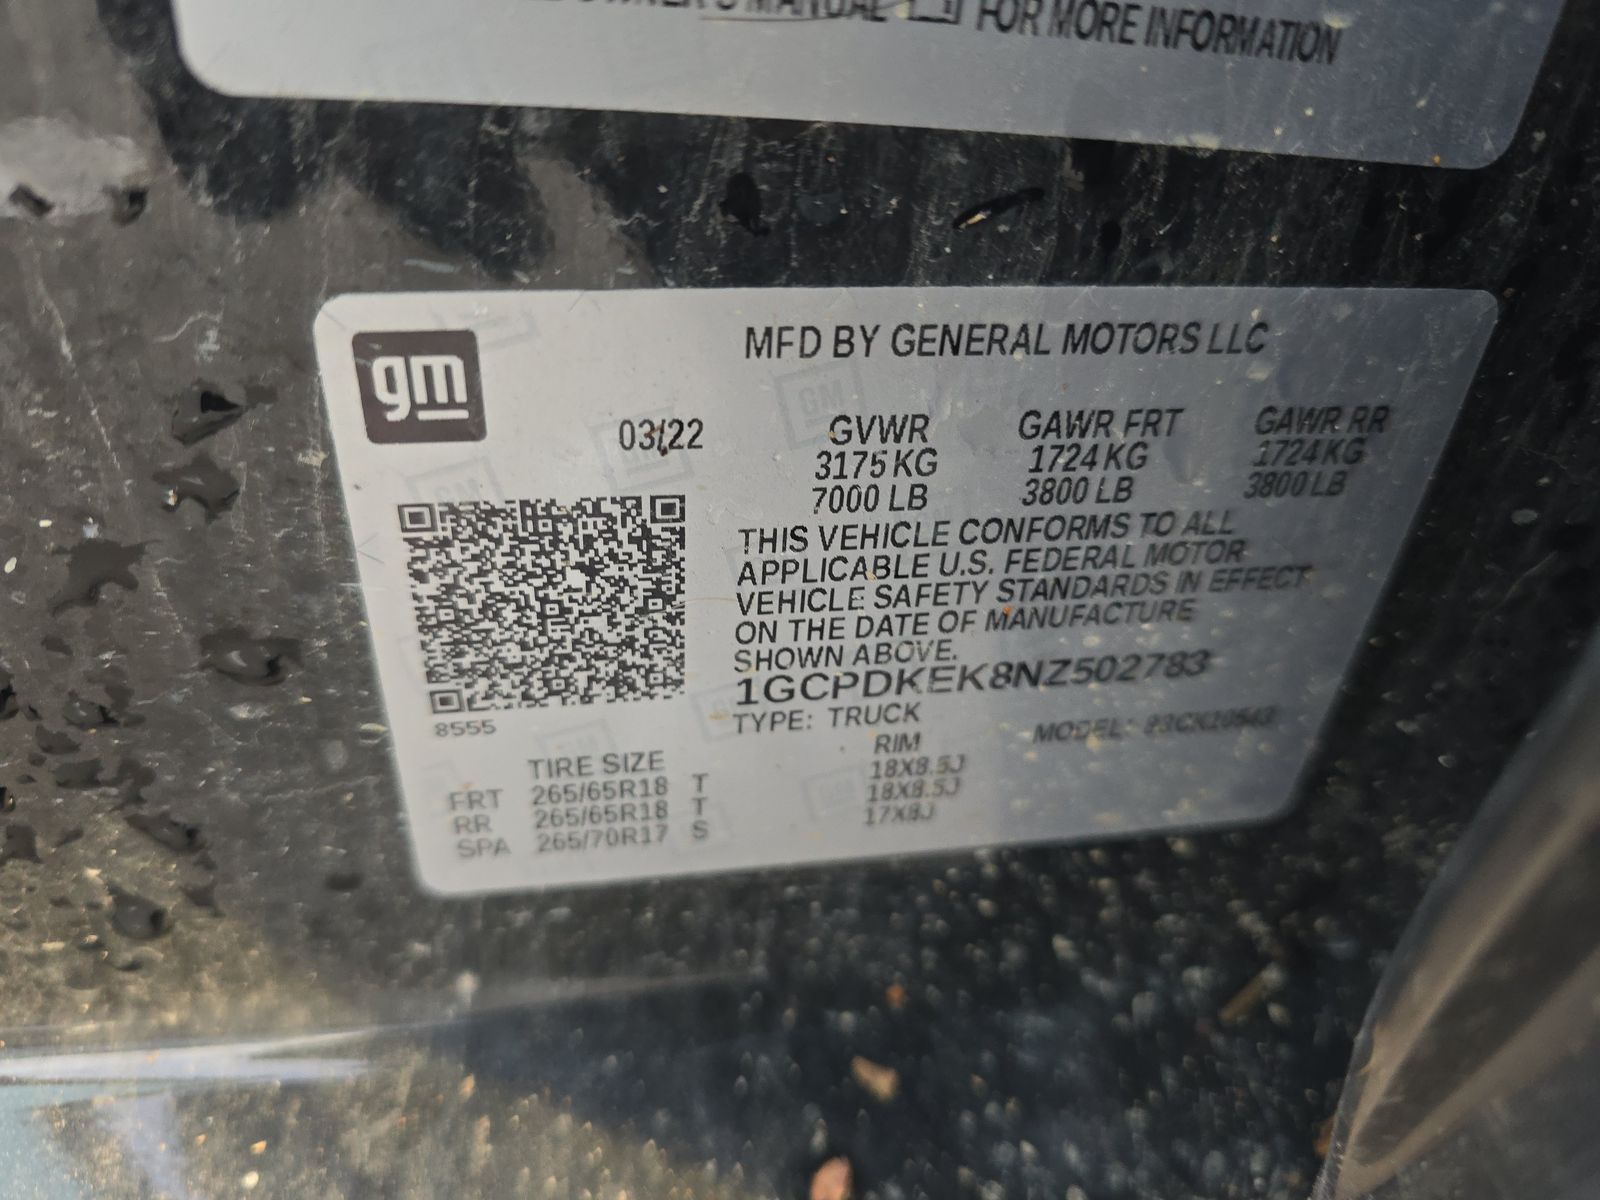 OWNER'S MANUAL FOR MORE INFORMATION
gm
MFD BY GENERAL MOTORS LLC
03/22
GVWR GAWR FRT GAWR RR
3175 KG 1724 KG 1724 KG
7000 LB 3800 LB 3800 LB
THIS VEHICLE CONFORMS TO ALL
APPLICABLE U.S. FEDERAL MOTOR
VEHICLE SAFETY STANDARDS IN EFFECT
ON THE DATE OF MANUFACTURE
SHOWN ABOVE.
1GCPDKEK8NZ502783
8555
TYPE: TRUCK MODEL:
TIRE SIZE RIM
FRT 265/65R18 T 18X8.5J
RR 265/65R18 T 18X8.5J
SPA 265/70R17 S 17X8J